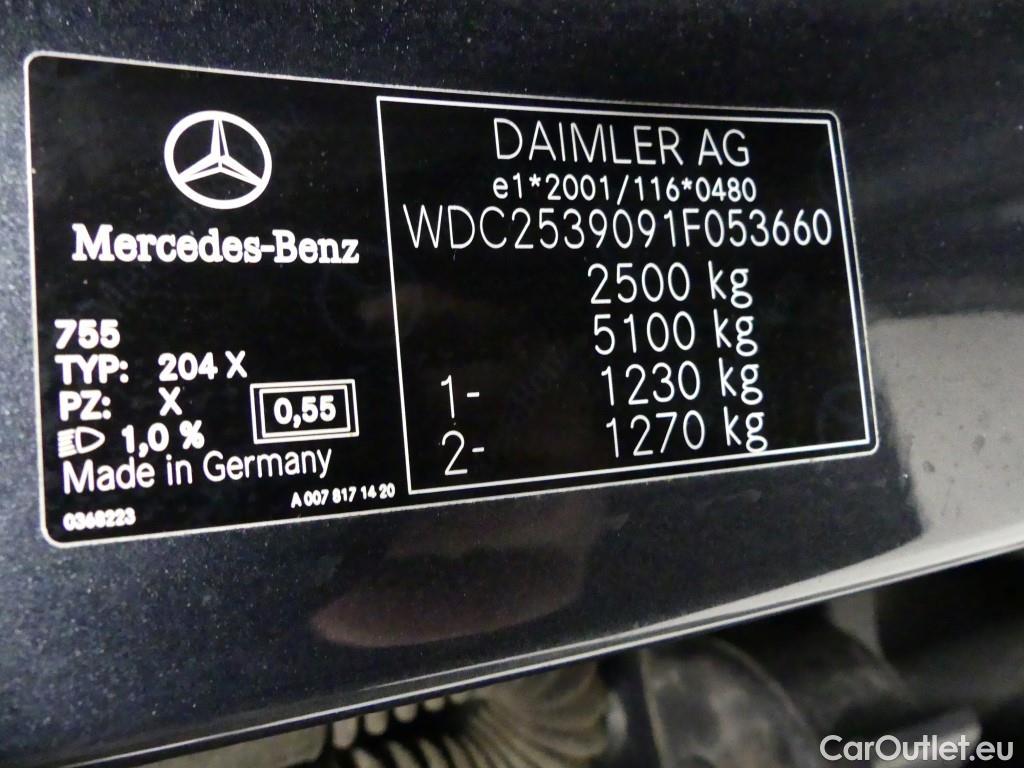 Mercedes-Benz
755
TYP: 204 X
PZ: X
1,0 %
0,55
Made in Germany
A 007 817 14 20
0368223
DAIMLER AG
e1*2001/116*0480
WDC2539091F053660
2500 kg
5100 kg
1- 1230 kg
2- 1270 kg
CarOutlet.eu